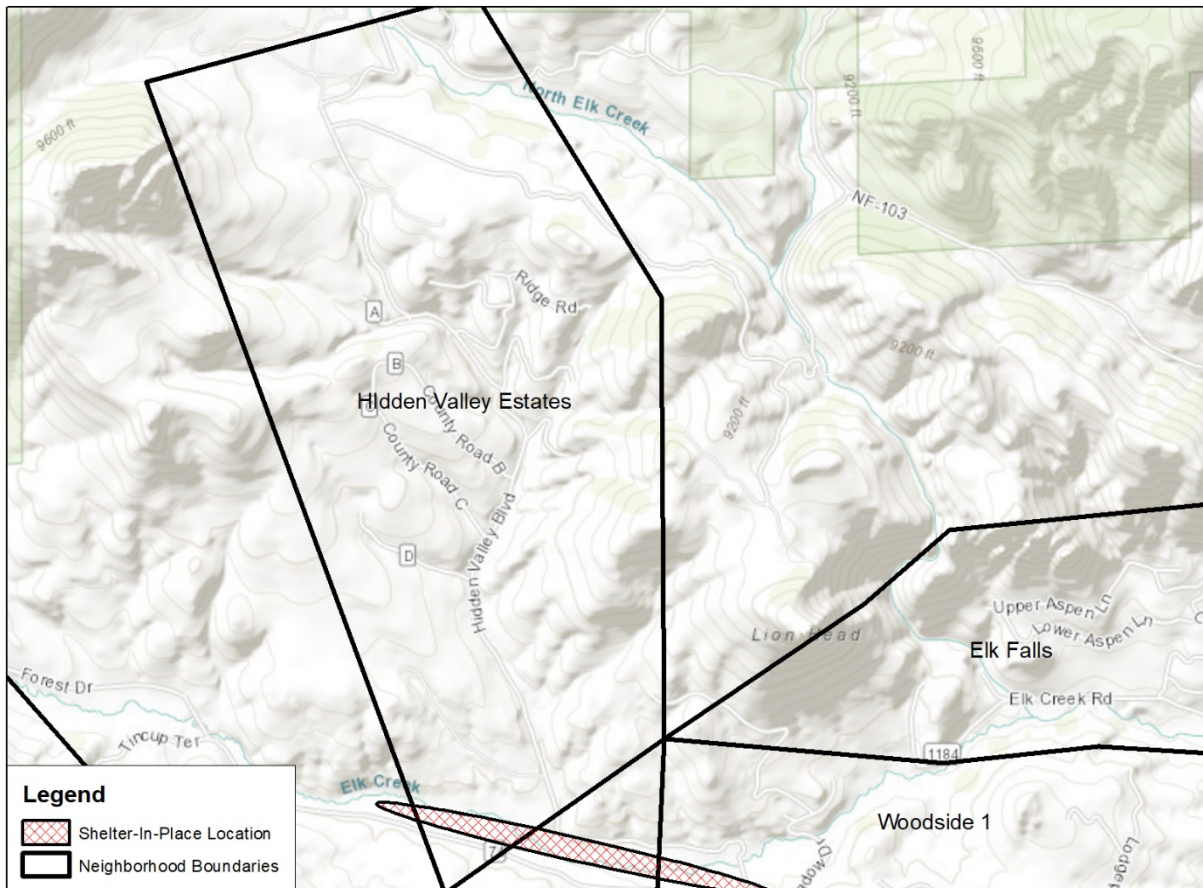 North Elk Creek
9600 ft
9200 ft
9600 ft
NF-103
Ridge Rd
A
9200 ft
B
HIdden Valley Estates
County Road B
County Road C
9200 ft
Hidden Valley Blvd
D
Upper Aspen Ln
Lower Aspen Ln
Lion Head
Elk Falls
Forest Dr
Elk Creek Rd
Tincup Ter
1184
Elk Creek
Legend
Shelter-In-Place Location
Neighborhood Boundaries
Woodside 1